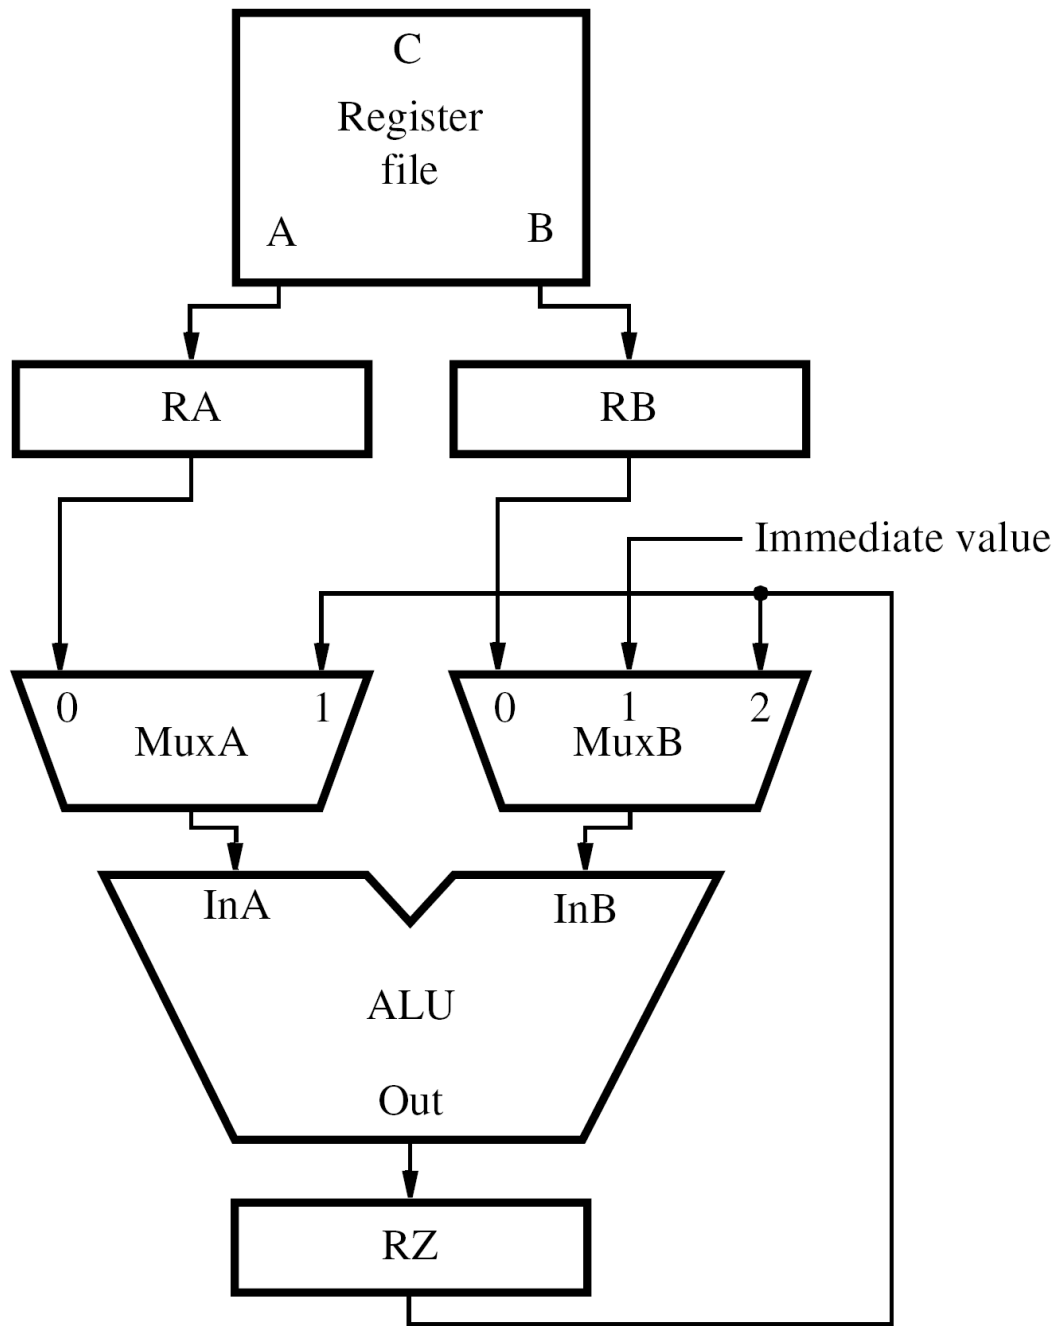 C
Register
file
A
B
RA
RB
Immediate value
0
1
MuxA
0
1
2
MuxB
InA
InB
ALU
Out
RZ